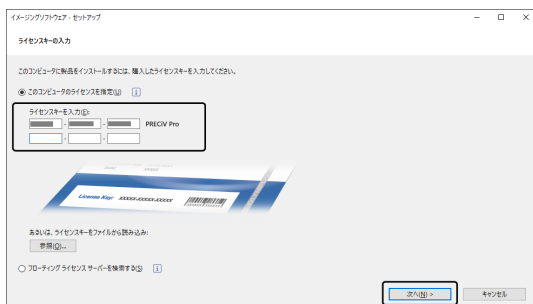 イメージングソフトウェア - セットアップ
ライセンスキーの入力
このコンピュータに製品をインストールするには、購入したライセンスキーを入力してください。
このコンピュータのライセンスを指定(U)
ライセンスキーを入力(E):
- - PRECiV Pro
- -
License Key: XXXXX-XXXXX-XXXXX
あるいは、ライセンスキーをファイルから読み込み:
参照(O)...
フローティング ライセンス サーバーを検索する(S)
次へ(N) > キャンセル